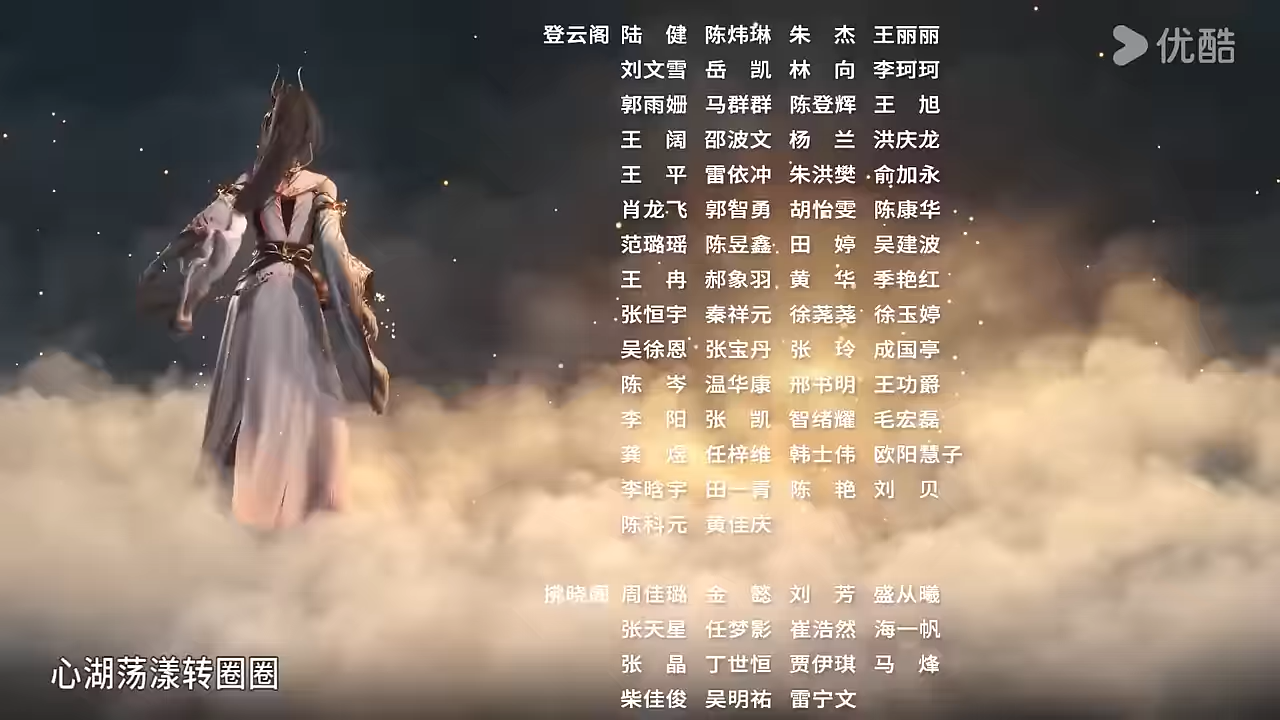 登云阁 陆健 陈炜琳 朱杰 王丽丽
优酷
刘文雪 岳凯 林向 李珂珂
郭雨姗 马群群 陈登辉 王旭
王阔 邵波文 杨兰 洪庆龙
王平 雷依冲 朱洪樊 俞加永
肖龙飞 郭智勇 胡怡雯 陈康华
范璐瑶 陈昱鑫 田婷 吴建波
王冉 郝象羽 黄华 季艳红
张恒宇 秦祥元 徐荛荛 徐玉婷
吴徐恩 张宝丹 张玲 成国亭
陈岑 温华康 邢书明 王功爵
李阳 张凯 智绪耀 毛宏磊
龚煜 任梓维 韩士伟 欧阳慧子
李晗宇 田一青 陈艳 刘贝
陈科元 黄佳庆
拂晓阁 周佳璐 金懿 刘芳 盛从曦
张天星 任梦影 崔浩然 海一帆
张晶 丁世恒 贾伊琪 马烽
柴佳俊 吴明祐 雷宁文
心湖荡漾转圈圈